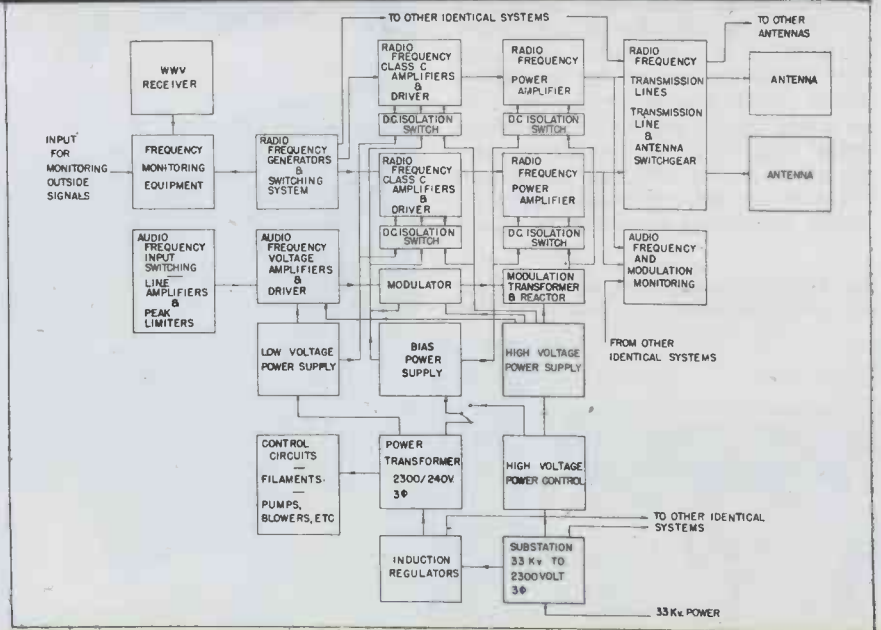 TO OTHER IDENTICAL SYSTEMS
TO OTHER
ANTENNAS
WWV
RECEIVER
RADIO
FREQUENCY
CLASS C
AMPLIFIERS
&
DRIVER
RADIO
FREQUENCY
POWER
AMPLIFIER
RADIO
FREQUENCY
TRANSMISSION
LINES
TRANSMISSION
LINE
&
ANTENNA
SWITCHGEAR
ANTENNA
D.C. ISOLATION
SWITCH
D.C. ISOLATION
SWITCH
INPUT
FOR
MONITORING
OUTSIDE
SIGNALS
FREQUENCY
MONITORING
EQUIPMENT
RADIO
FREQUENCY
GENERATORS
&
SWITCHING
SYSTEM
RADIO
FREQUENCY
CLASS C
AMPLIFIERS
&
DRIVER
RADIO
FREQUENCY
POWER
AMPLIFIER
ANTENNA
D.C. ISOLATION
SWITCH
D.C. ISOLATION
SWITCH
AUDIO
FREQUENCY
INPUT
SWITCHING
LINE
AMPLIFIERS
&
PEAK
LIMITERS
AUDIO
FREQUENCY
VOLTAGE
AMPLIFIERS
&
DRIVER
MODULATOR
MODULATION
TRANSFORMER
& REACTOR
AUDIO
FREQUENCY
AND
MODULATION
MONITORING
LOW VOLTAGE
POWER SUPPLY
BIAS
POWER
SUPPLY
HIGH VOLTAGE
POWER SUPPLY
FROM OTHER
IDENTICAL SYSTEMS
CONTROL
CIRCUITS
FILAMENTS
PUMPS,
BLOWERS, ETC
POWER
TRANSFORMER
2300/240V.
3Φ
HIGH VOLTAGE
POWER CONTROL
INDUCTION
REGULATORS
SUBSTATION
33 Kv TO
2300 VOLT
3Φ
TO OTHER IDENTICAL
SYSTEMS
33 Kv. POWER